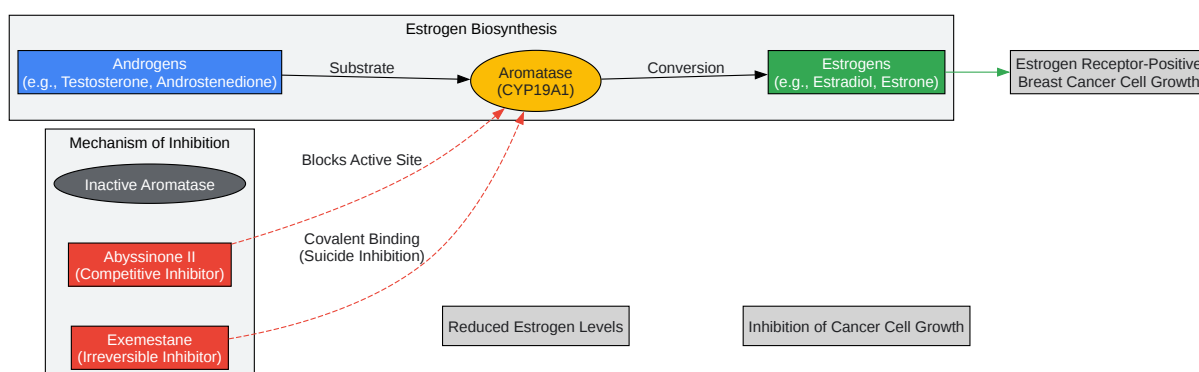 Estrogen Biosynthesis
Androgens
(e.g., Testosterone, Androstenedione)
Substrate
Aromatase
(CYP19A1)
Conversion
Estrogens
(e.g., Estradiol, Estrone)
Estrogen Receptor-Positive
Breast Cancer Cell Growth
Mechanism of Inhibition
Inactive Aromatase
Blocks Active Site
Abyssinone II
(Competitive Inhibitor)
Covalent Binding
(Suicide Inhibition)
Exemestane
(Irreversible Inhibitor)
Reduced Estrogen Levels
Inhibition of Cancer Cell Growth